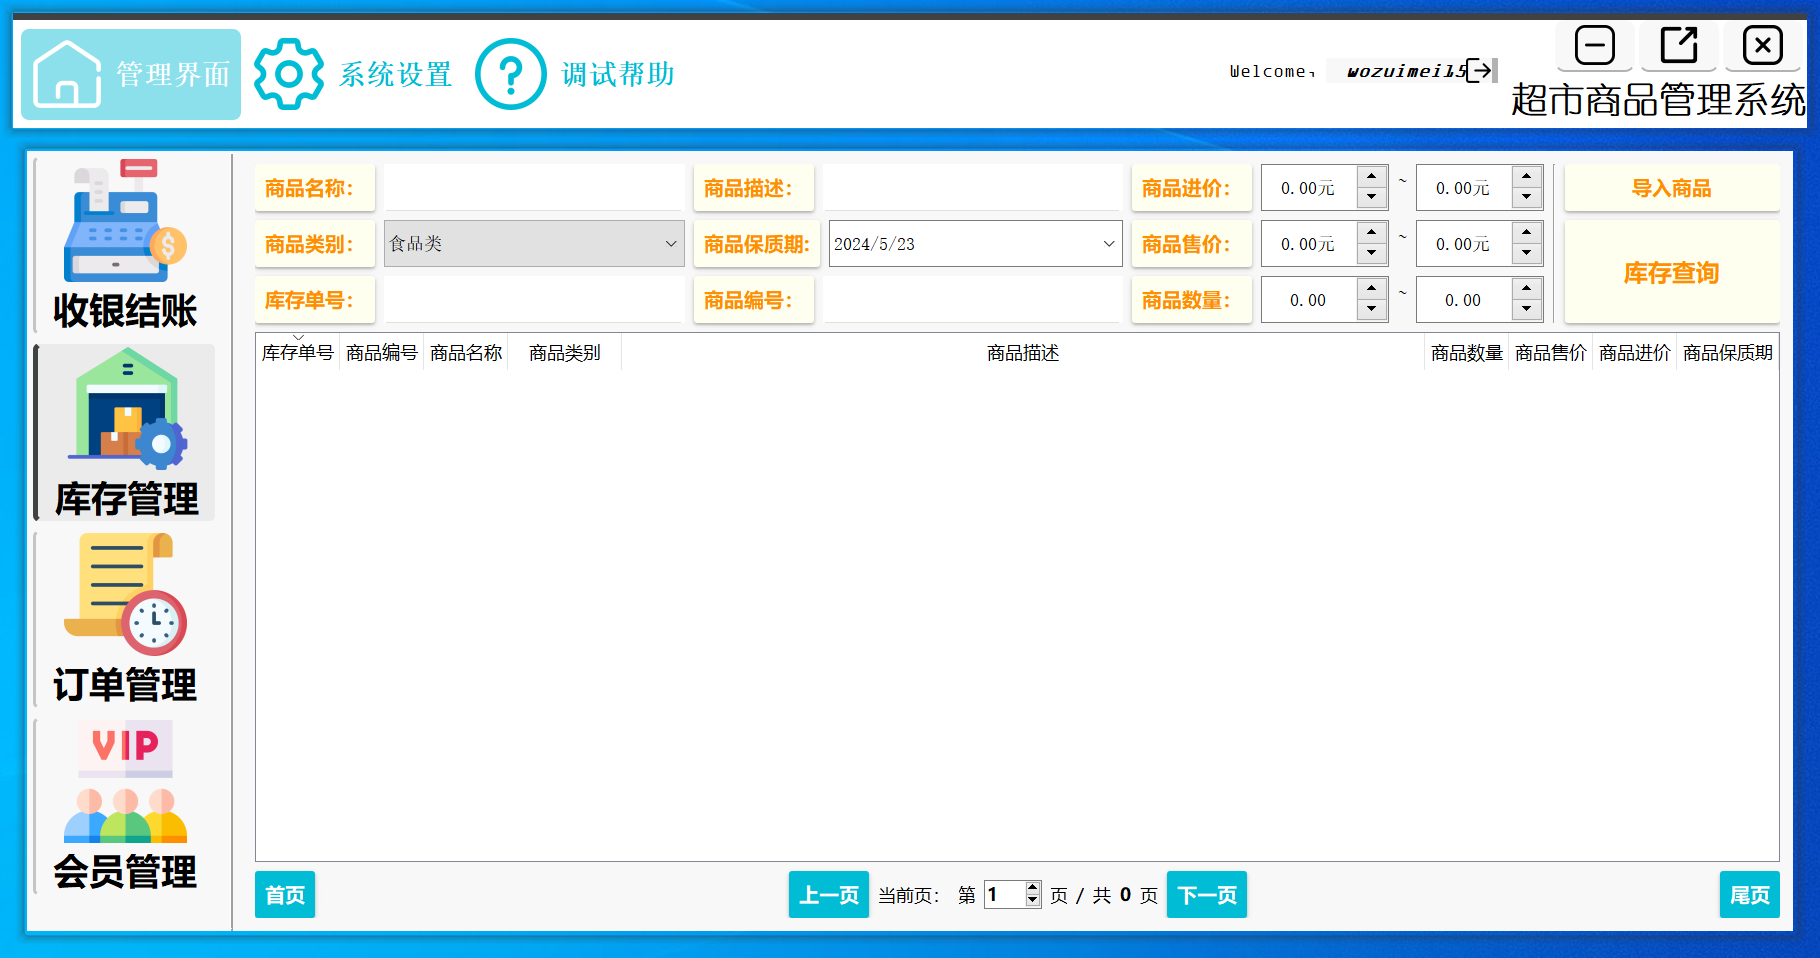 管理界面 系统设置 调试帮助
Welcome, wozuimei15
超市商品管理系统
收银结账
库存管理
订单管理
VIP
会员管理
商品名称： 商品描述： 商品进价： 0.00元 ~ 0.00元 导入商品
商品类别： 食品类 商品保质期： 2024/5/23 商品售价： 0.00元 ~ 0.00元 库存查询
库存单号： 商品编号： 商品数量： 0.00 ~ 0.00
库存单号 商品编号 商品名称 商品类别 商品描述 商品数量 商品售价 商品进价 商品保质期
首页 上一页 当前页： 第 1 页 / 共 0 页 下一页 尾页